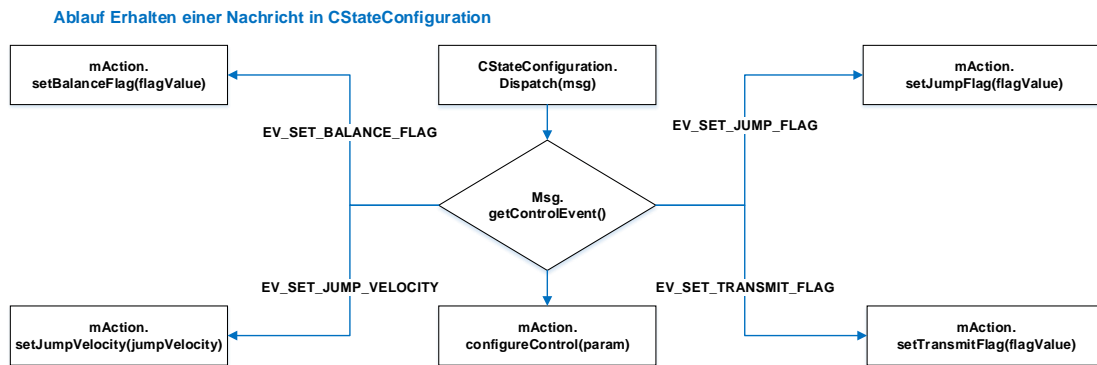 Ablauf Erhalten einer Nachricht in CStateConfiguration
mAction.
setBalanceFlag(flagValue)
CStateConfiguration.
Dispatch(msg)
mAction.
setJumpFlag(flagValue)
EV_SET_BALANCE_FLAG
EV_SET_JUMP_FLAG
Msg.
getControlEvent()
EV_SET_JUMP_VELOCITY
EV_SET_TRANSMIT_FLAG
mAction.
setJumpVelocity(jumpVelocity)
mAction.
configureControl(param)
mAction.
setTransmitFlag(flagValue)